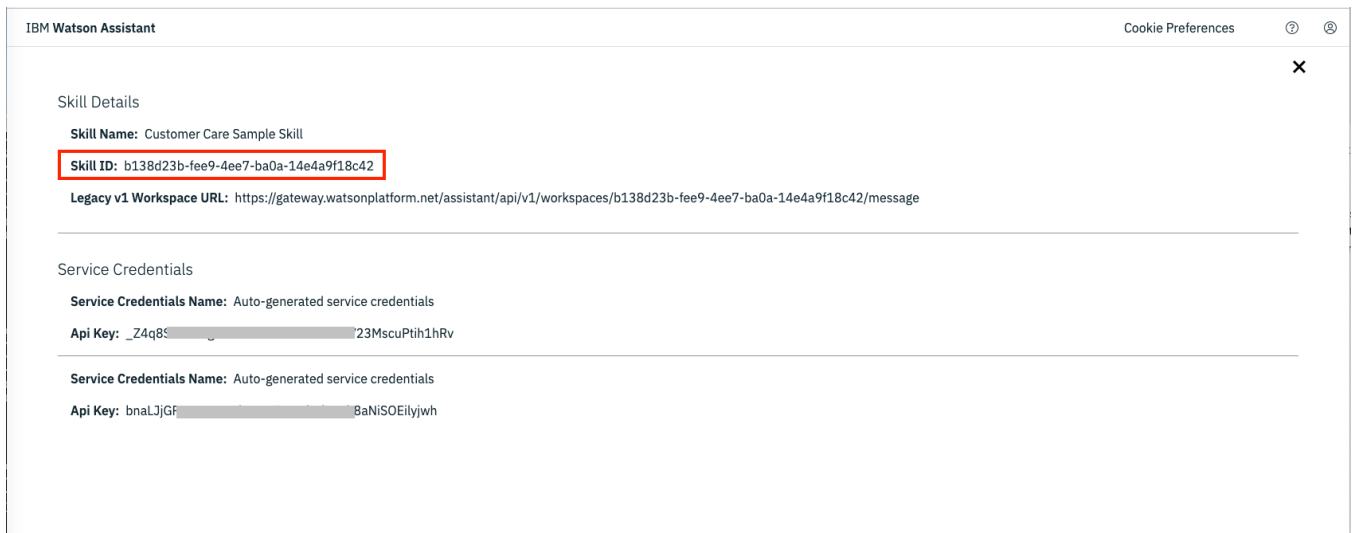 IBM Watson Assistant Cookie Preferences
Skill Details
Skill Name: Customer Care Sample Skill
Skill ID: b138d23b-fee9-4ee7-ba0a-14e4a9f18c42
Legacy v1 Workspace URL: https://gateway.watsonplatform.net/assistant/api/v1/workspaces/b138d23b-fee9-4ee7-ba0a-14e4a9f18c42/message
Service Credentials
Service Credentials Name: Auto-generated service credentials
Api Key: _Z4q8 23MscuPtih1hRv
Service Credentials Name: Auto-generated service credentials
Api Key: bnaLJjG 8aNiSOEilyjwh